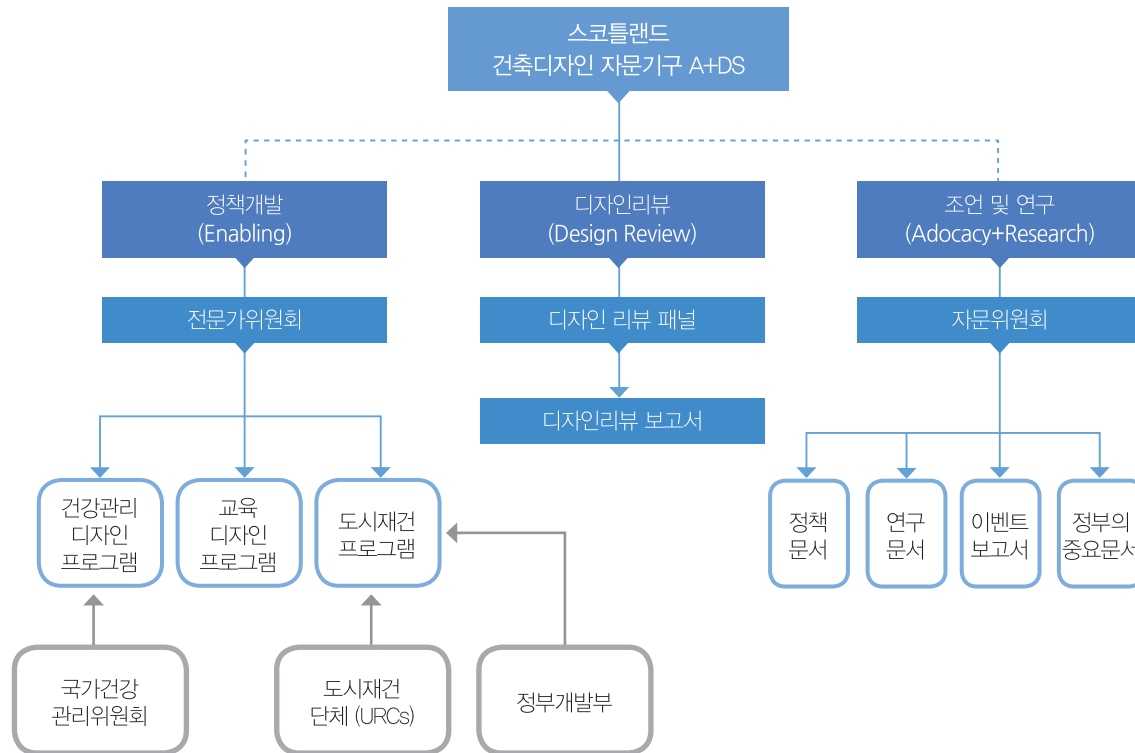 스코틀랜드
건축디자인 자문기구 A+DS
정책개발
(Enabling)
디자인리뷰
(Design Review)
조언 및 연구
(Adocacy+Research)
전문가위원회
디자인 리뷰 패널
자문위원회
디자인리뷰 보고서
건강관리
디자인
프로그램
교육
디자인
프로그램
도시재건
프로그램
정책
문서
연구
문서
이벤트
보고서
정부의
중요문서
국가건강
관리위원회
도시재건
단체 (URCs)
정부개발부